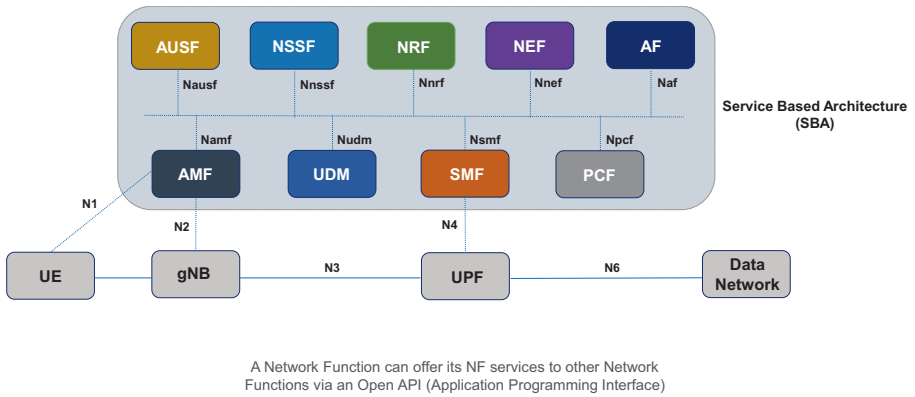 AUSF
NSSF
NRF
NEF
AF
Nausf
Nnssf
Nnrf
Nnef
Naf
Service Based Architecture
(SBA)
Namf
Nudm
Nsmf
Npcf
AMF
UDM
SMF
PCF
N1
N2
N4
UE
gNB
N3
UPF
N6
Data
Network
A Network Function can offer its NF services to other Network
Functions via an Open API (Application Programming Interface)